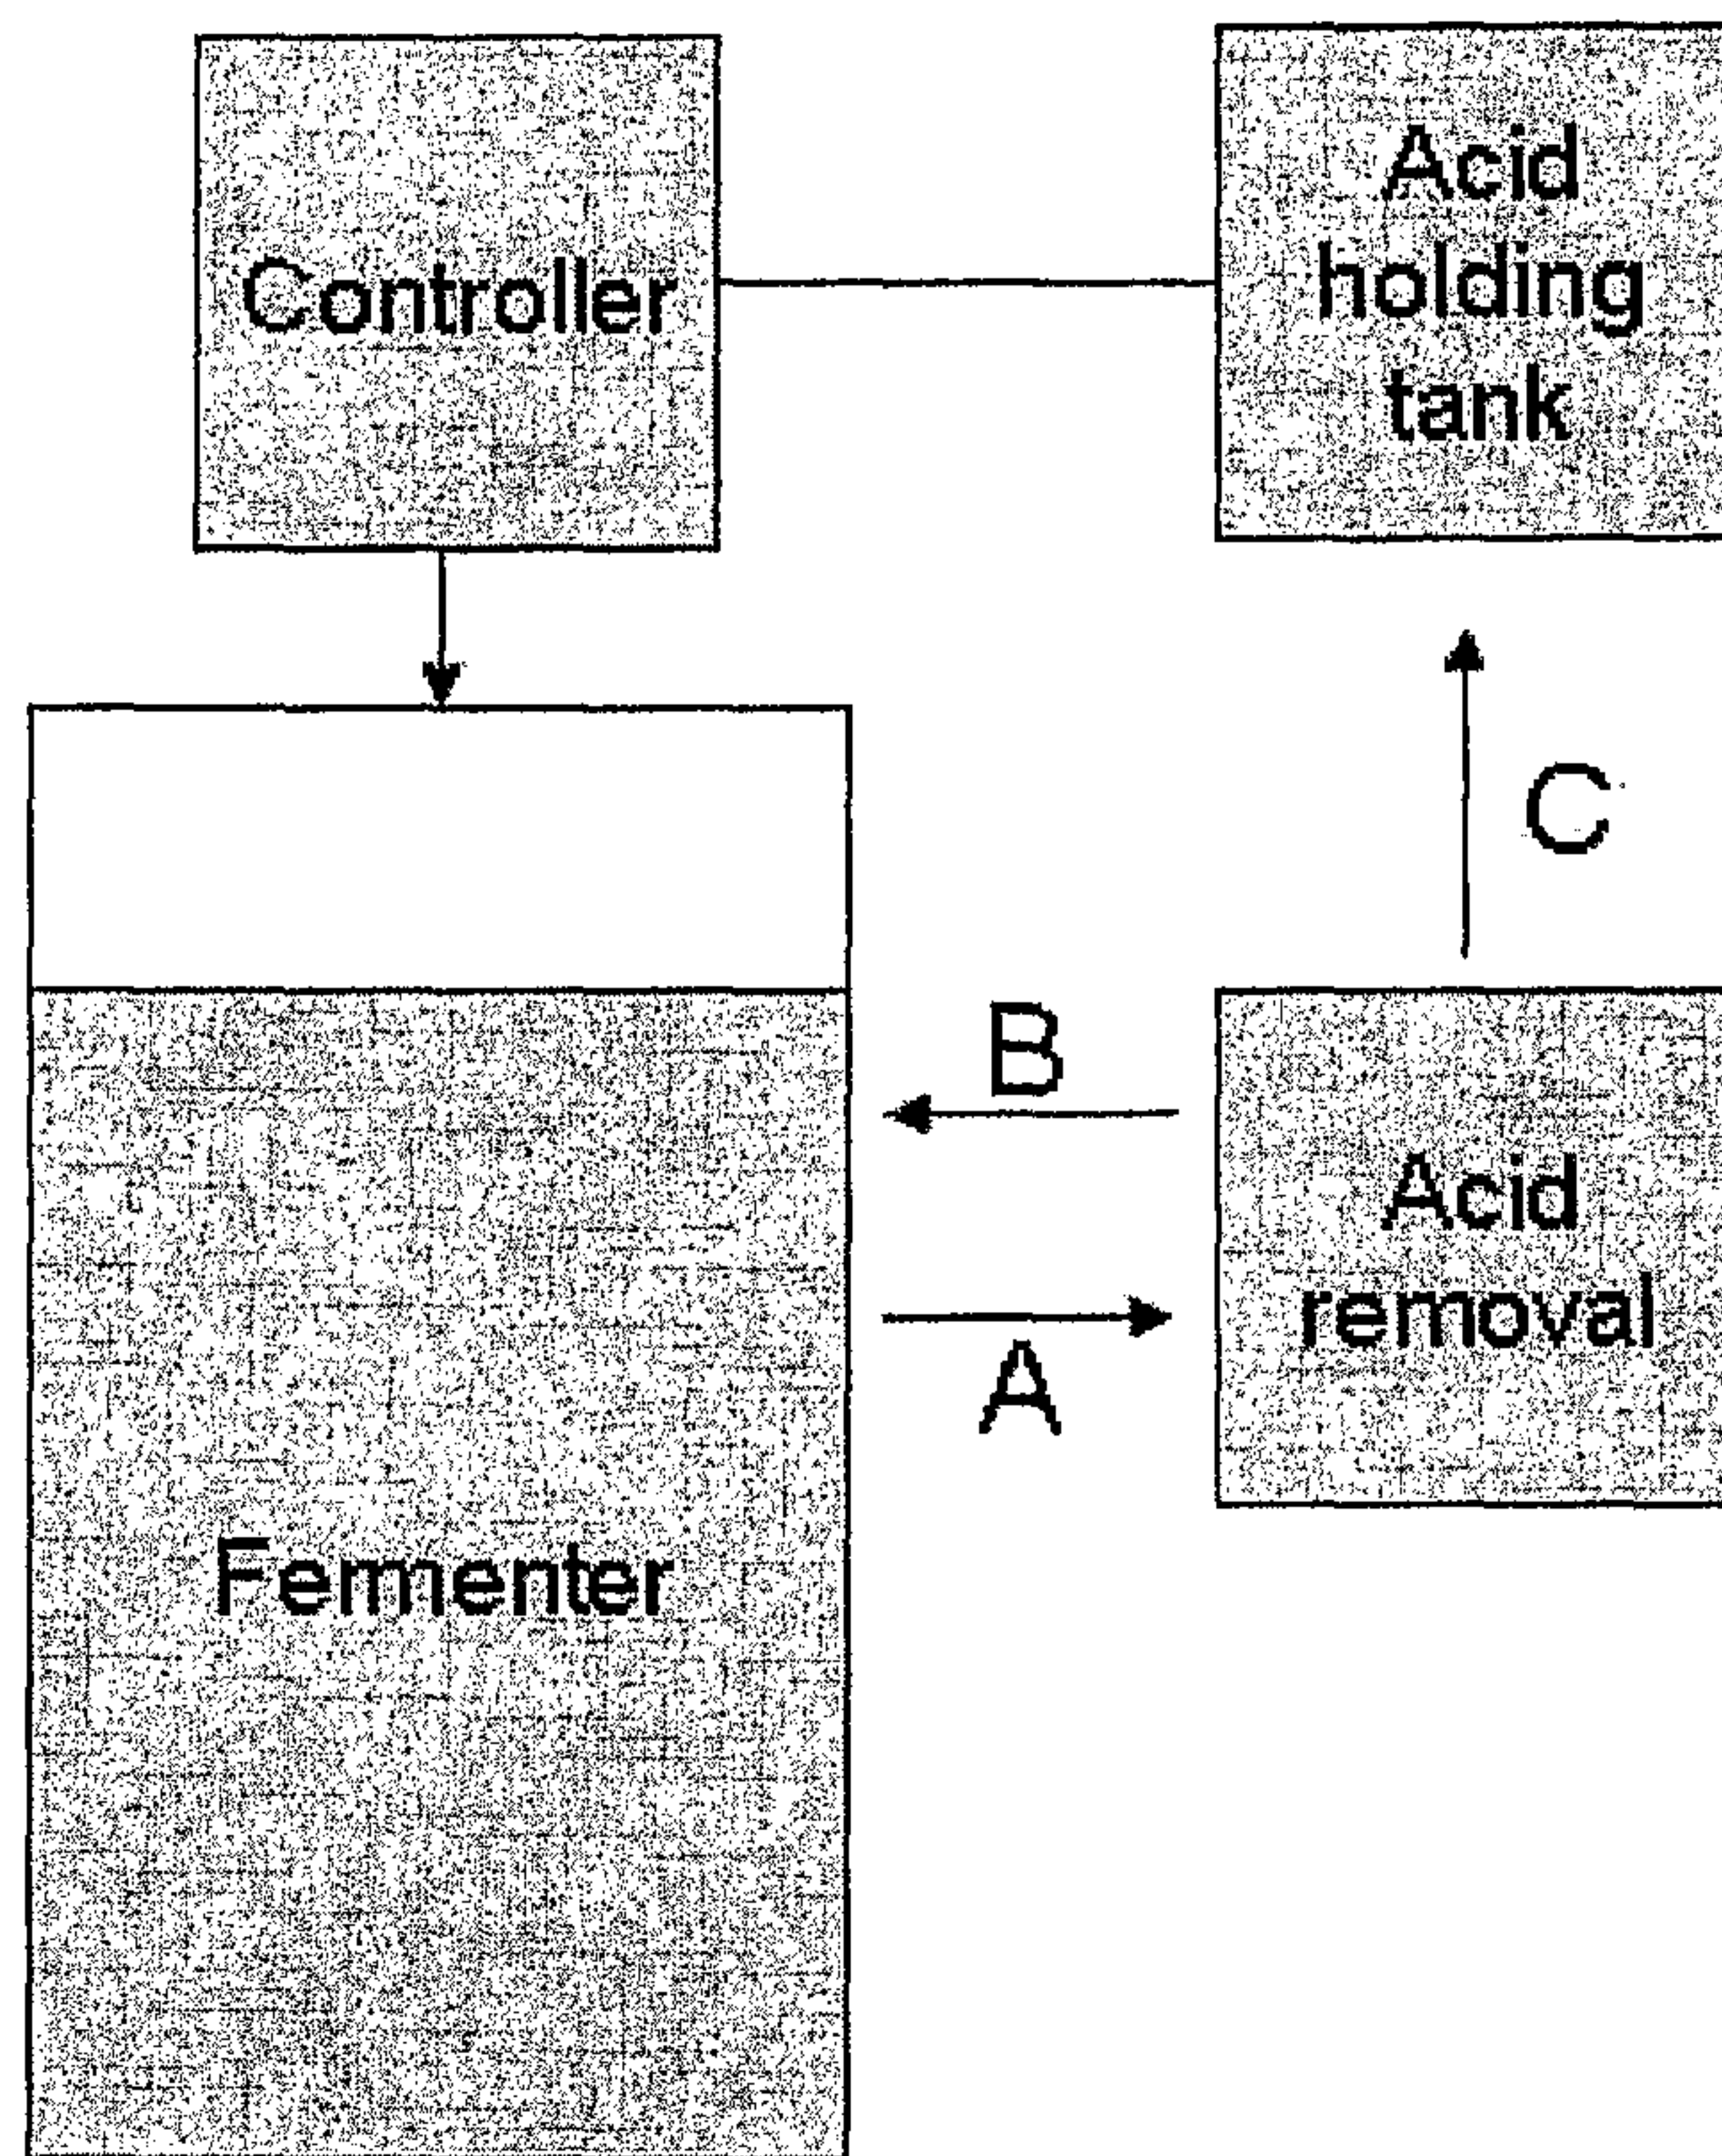 Controller
Acid
holding
tank
C
B
Acid
removal
A
Fermenter